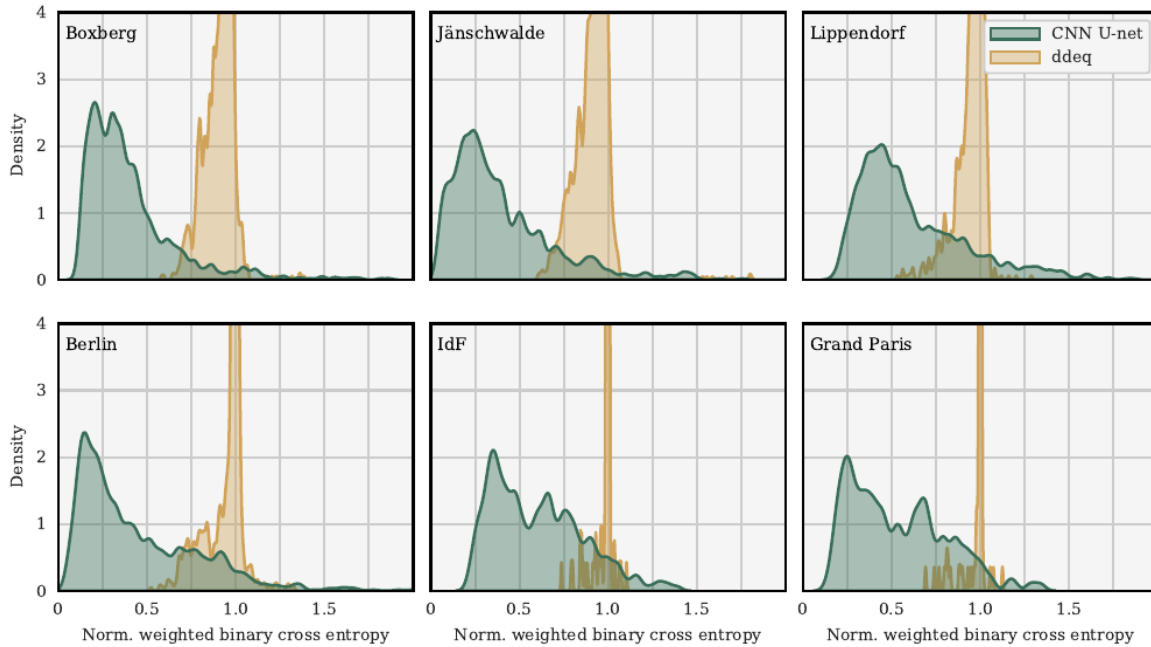 Boxberg
Jänschwalde
Lippendorf
CNN U-net
ddeq
4
3
2
1
0
Density
Berlin
IdF
Grand Paris
4
3
2
1
0
Density
0 0.5 1.0 1.5
0.5 1.0 1.5
0.5 1.0 1.5
Norm. weighted binary cross entropy
Norm. weighted binary cross entropy
Norm. weighted binary cross entropy